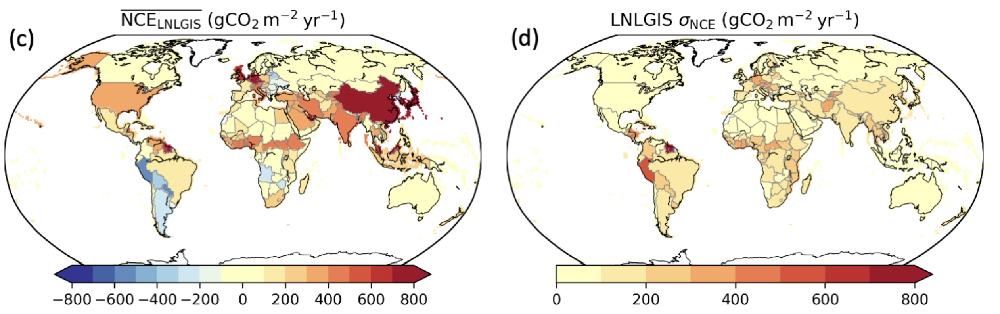 NCE_LNLGIS (gCO₂ m⁻² yr⁻¹)
LNLGIS σ_NCE (gCO₂ m⁻² yr⁻¹)
(c)
(d)
−800 −600 −400 −200 0 200 400 600 800
0 200 400 600 800